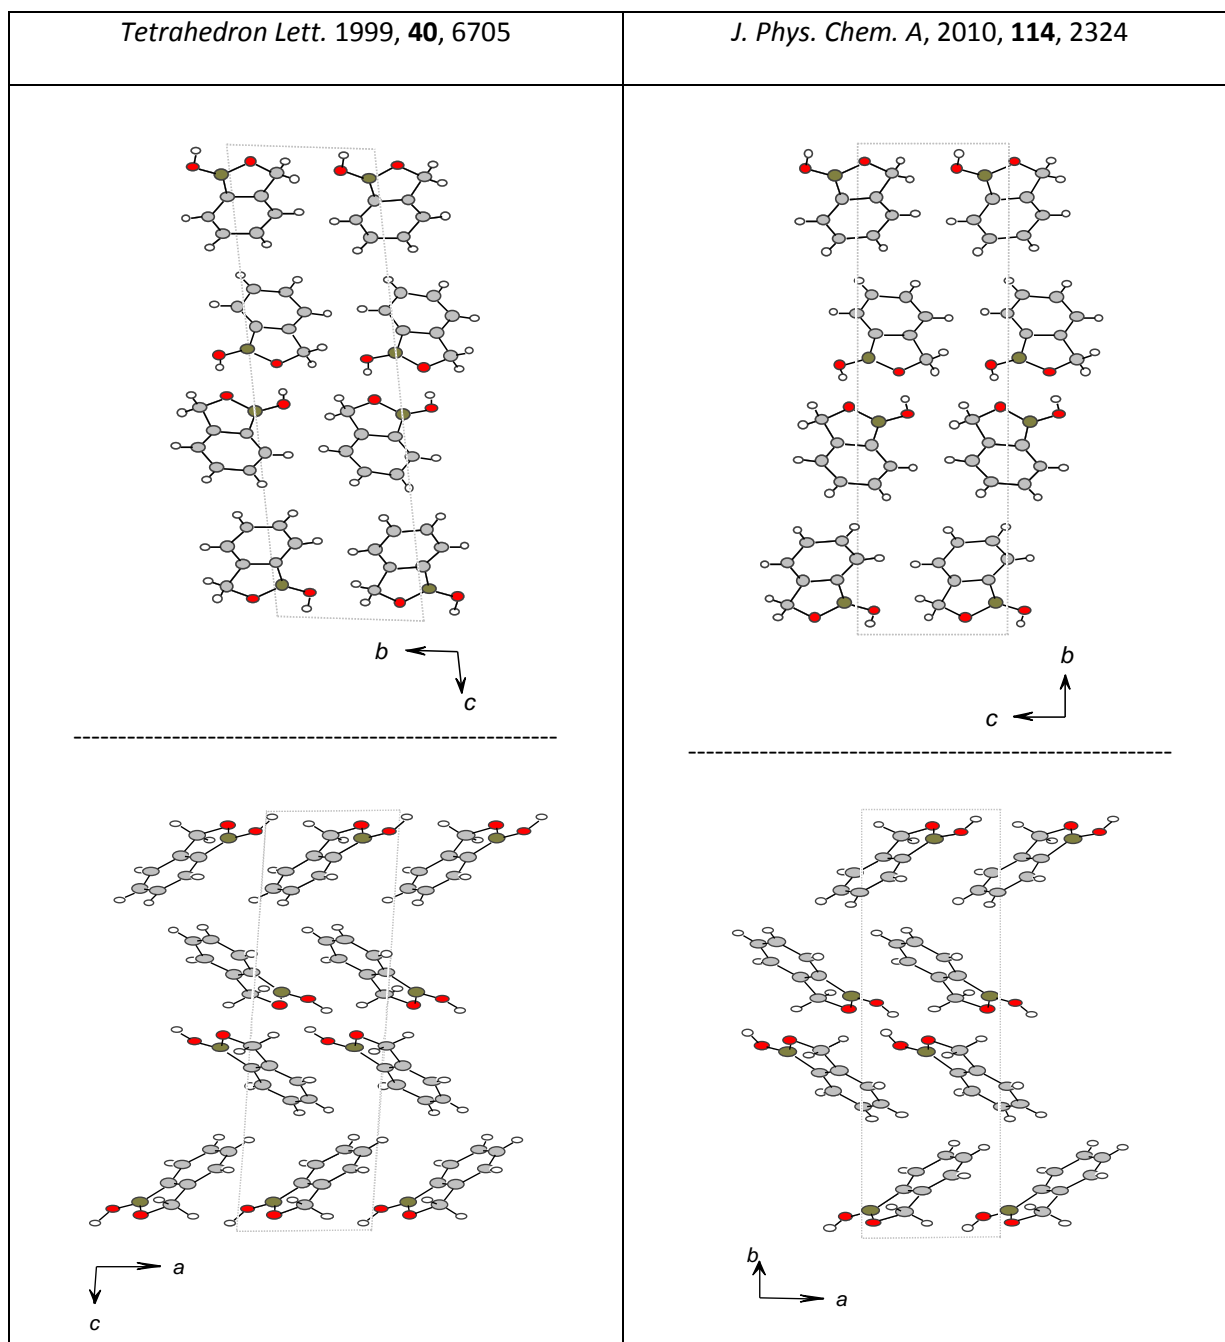 Tetrahedron Lett. 1999, 40, 6705
J. Phys. Chem. A, 2010, 114, 2324
b
c
b
c
a
c
b
a